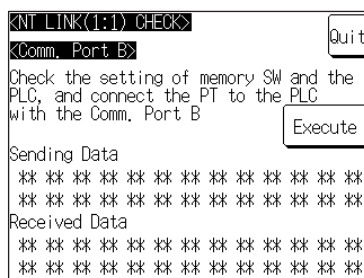 <NT LINK(1:1) CHECK>
Quit
<Comm. Port B>
Check the setting of memory SW and the
PLC, and connect the PT to the PLC
with the Comm. Port B
Execute
Sending Data
** ** ** ** ** ** ** ** ** ** ** ** **
** ** ** ** ** ** ** ** ** ** ** ** **
Received Data
** ** ** ** ** ** ** ** ** ** ** ** **
** ** ** ** ** ** ** ** ** ** ** ** **